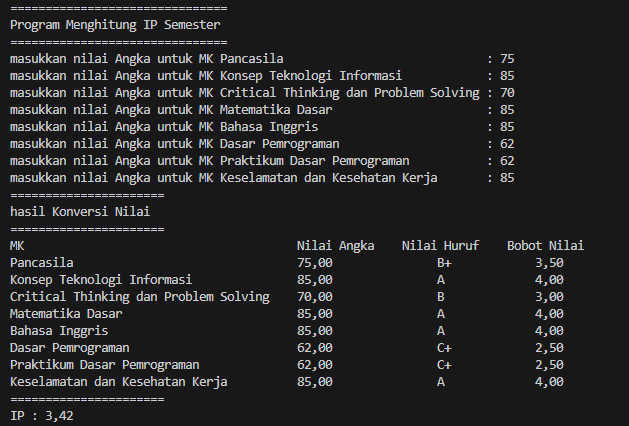 ===============================
Program Menghitung IP Semester
===============================
masukkan nilai Angka untuk MK Pancasila : 75
masukkan nilai Angka untuk MK Konsep Teknologi Informasi : 85
masukkan nilai Angka untuk MK Critical Thinking dan Problem Solving : 70
masukkan nilai Angka untuk MK Matematika Dasar : 85
masukkan nilai Angka untuk MK Bahasa Inggris : 85
masukkan nilai Angka untuk MK Dasar Pemrograman : 62
masukkan nilai Angka untuk MK Praktikum Dasar Pemrograman : 62
masukkan nilai Angka untuk MK Keselamatan dan Kesehatan Kerja : 85
======================
hasil Konversi Nilai
======================
MK Nilai Angka Nilai Huruf Bobot Nilai
Pancasila 75,00 B+ 3,50
Konsep Teknologi Informasi 85,00 A 4,00
Critical Thinking dan Problem Solving 70,00 B 3,00
Matematika Dasar 85,00 A 4,00
Bahasa Inggris 85,00 A 4,00
Dasar Pemrograman 62,00 C+ 2,50
Praktikum Dasar Pemrograman 62,00 C+ 2,50
Keselamatan dan Kesehatan Kerja 85,00 A 4,00
======================
IP : 3,42